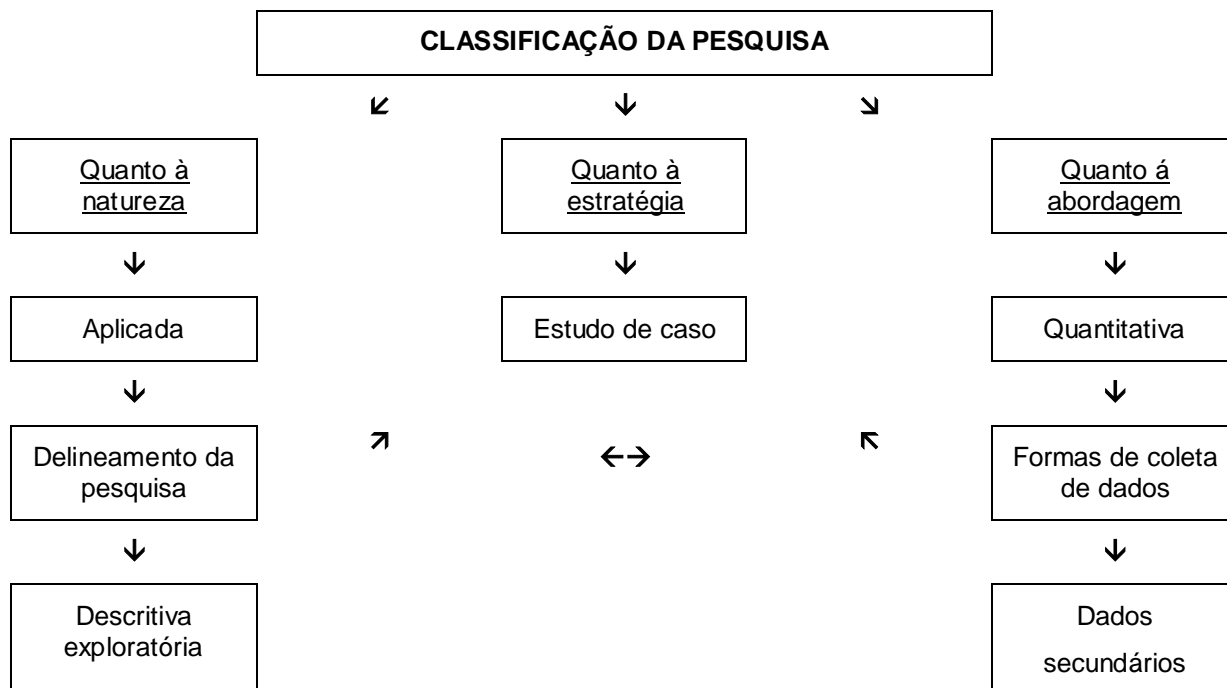 CLASSIFICAÇÃO DA PESQUISA
Quanto à
natureza
Quanto à
estratégia
Quanto á
abordagem
Aplicada
Estudo de caso
Quantitativa
Delineamento da
pesquisa
Formas de coleta
de dados
Descritiva
exploratória
Dados
secundários